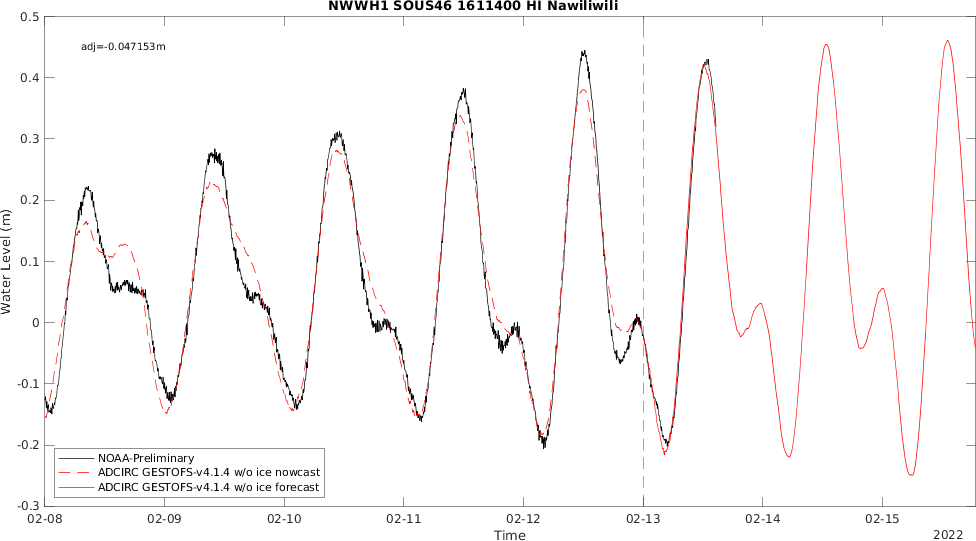 NWWH1 SOUS46 1611400 HI Nawiliwili
adj=-0.047153m
Water Level (m)
0.5
0.4
0.3
0.2
0.1
0
-0.1
-0.2
-0.3
NOAA-Preliminary
ADCIRC GESTOFS-v4.1.4 w/o ice nowcast
ADCIRC GESTOFS-v4.1.4 w/o ice forecast
02-08 02-09 02-10 02-11 02-12 02-13 02-14 02-15
Time
2022